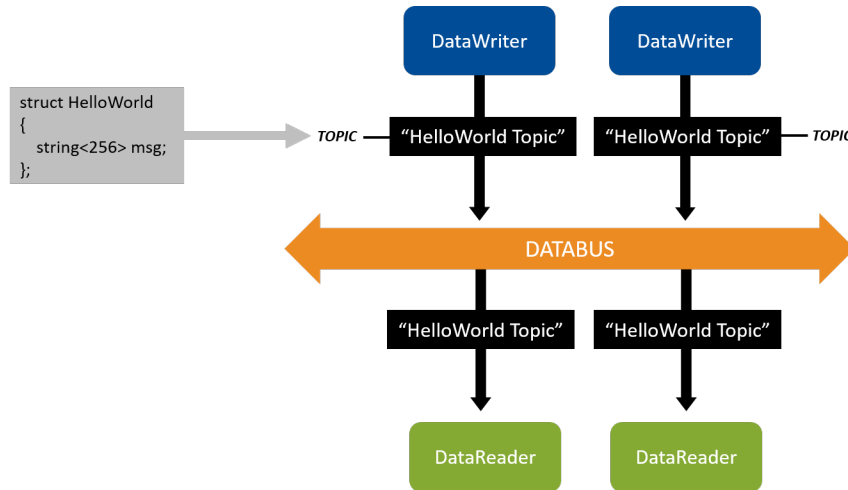 DataWriter
DataWriter
struct HelloWorld
{
string<256> msg;
};
TOPIC
“HelloWorld Topic”
“HelloWorld Topic”
TOPIC
DATABUS
“HelloWorld Topic”
“HelloWorld Topic”
DataReader
DataReader